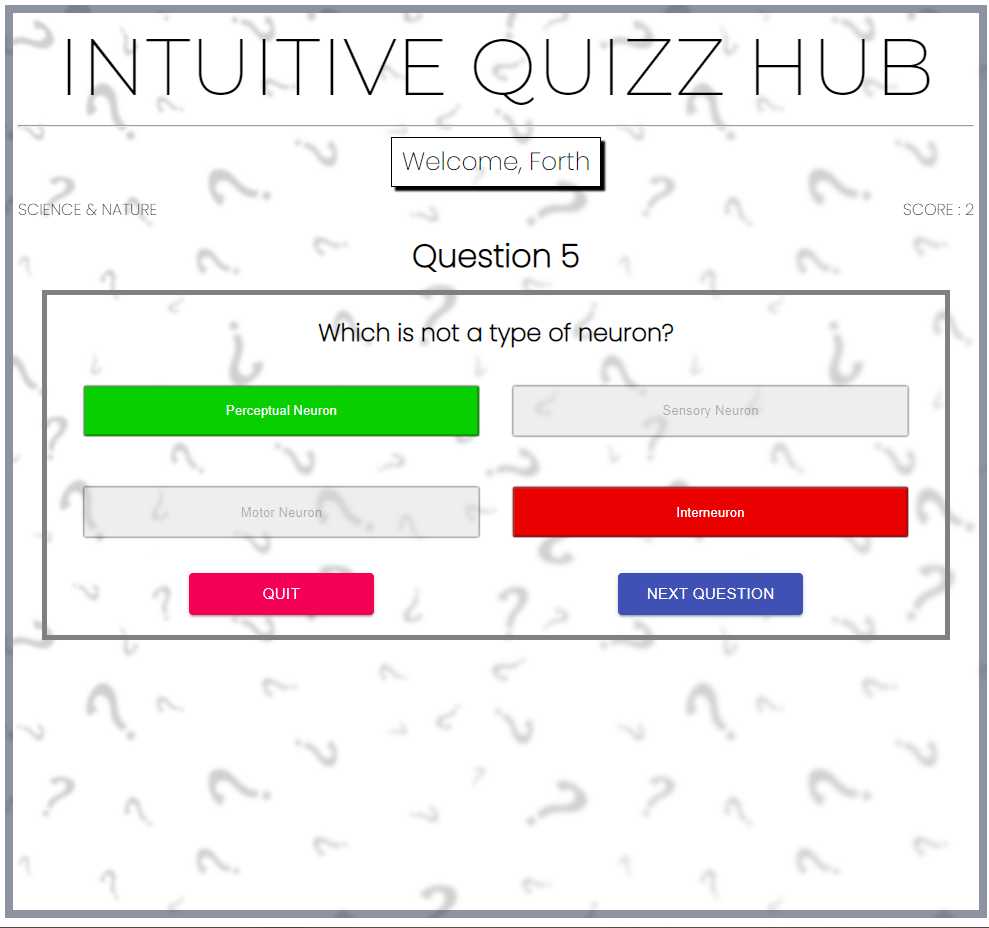 INTUITIVE QUIZZ HUB
Welcome, Forth
SCIENCE & NATURE
SCORE : 2
Question 5
Which is not a type of neuron?
Perceptual Neuron
Sensory Neuron
Motor Neuron
Interneuron
QUIT
NEXT QUESTION